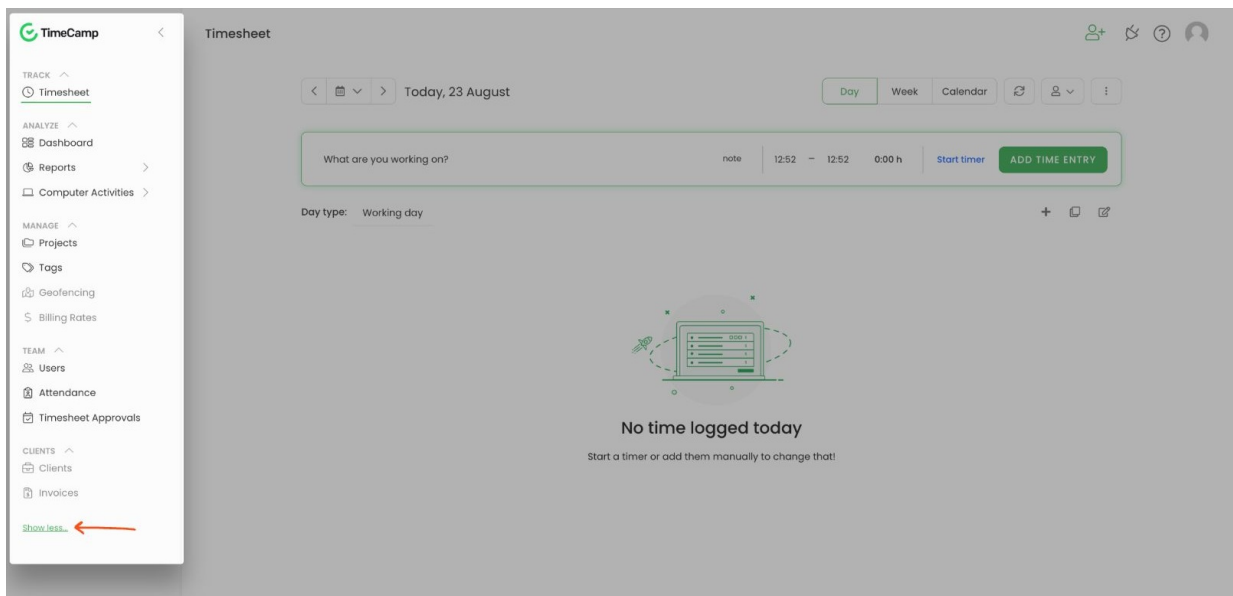 TimeCamp
TRACK
Timesheet
ANALYZE
Dashboard
Reports
Computer Activities
MANAGE
Projects
Tags
Geofencing
Billing Rates
TEAM
Users
Attendance
Timesheet Approvals
CLIENTS
Clients
Invoices
Show less...
Timesheet
Today, 23 August
Day Week Calendar
What are you working on? note 12:52 – 12:52 0:00 h Start timer ADD TIME ENTRY
Day type: Working day
No time logged today
Start a timer or add them manually to change that!